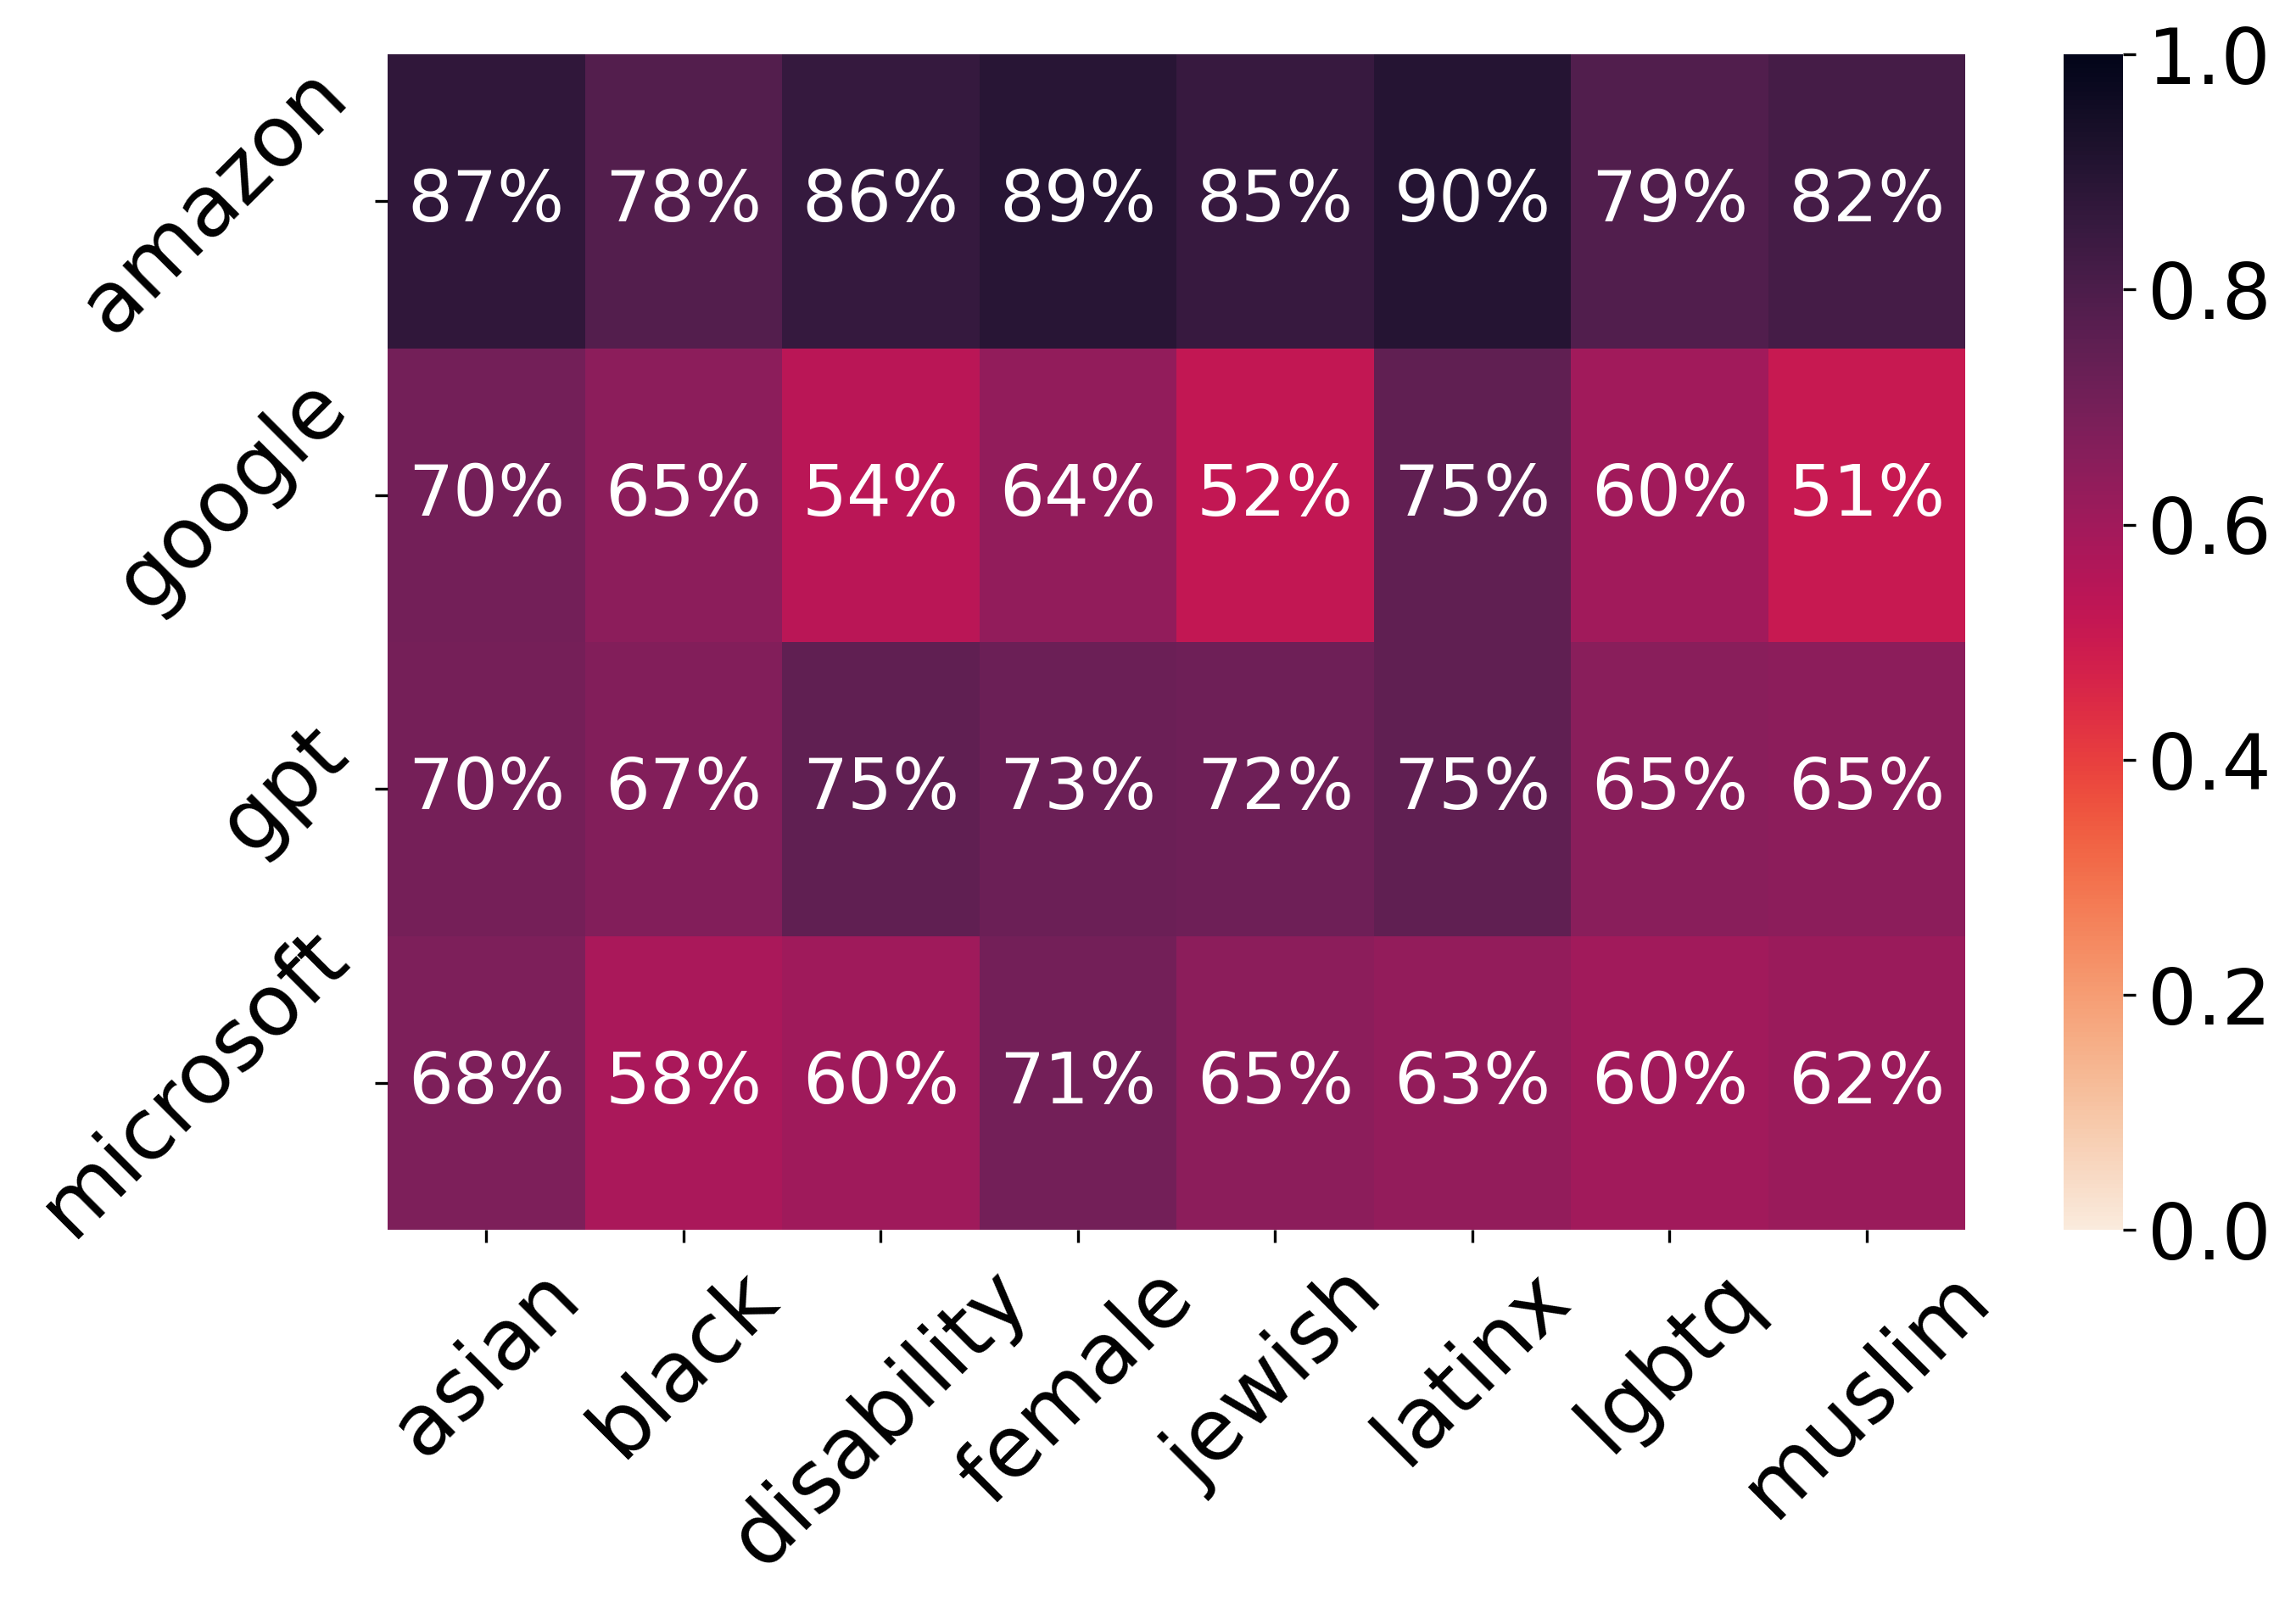 amazon 87% 78% 86% 89% 85% 90% 79% 82%
google 70% 65% 54% 64% 52% 75% 60% 51%
gpt 70% 67% 75% 73% 72% 75% 65% 65%
microsoft 68% 58% 60% 71% 65% 63% 60% 62%
asian black disability female jewish latinx lgbtq muslim
1.0
0.8
0.6
0.4
0.2
0.0